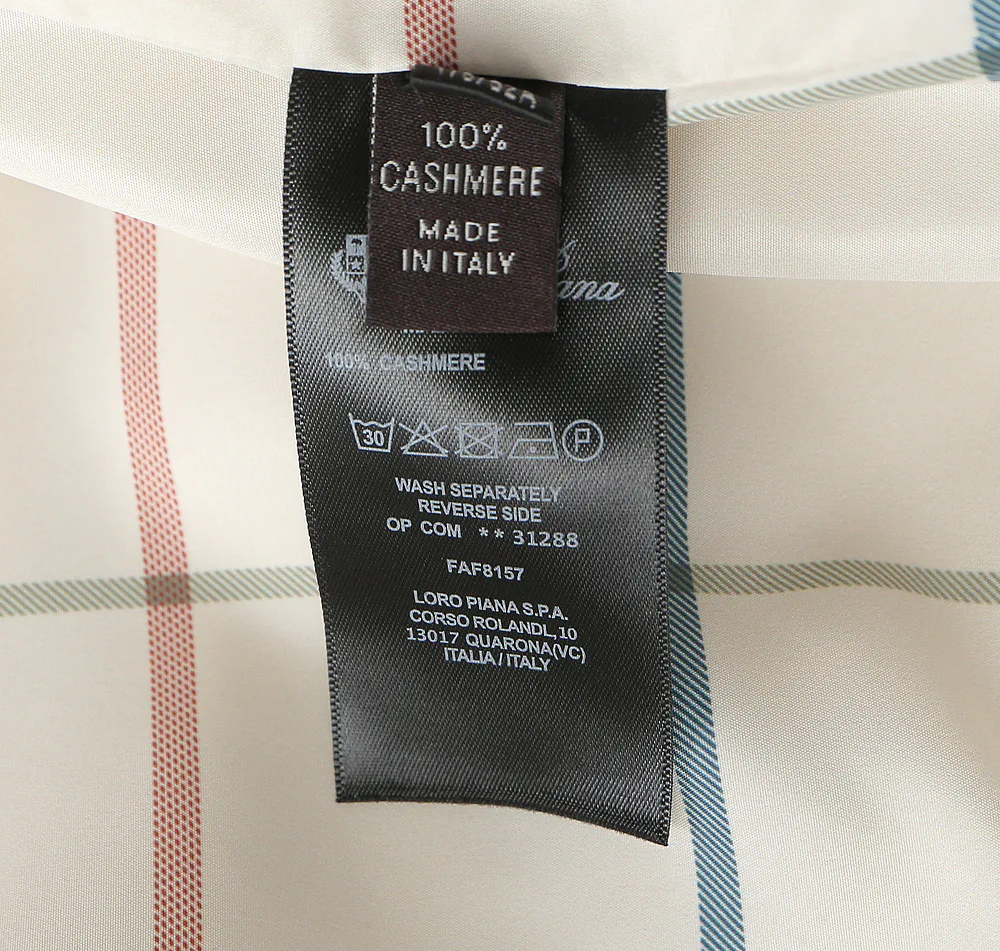 100%
CASHMERE
MADE
IN ITALY
100% CASHMERE
30
P
WASH SEPARATELY
REVERSE SIDE
OP COM ** 31288
FAF8157
LORO PIANA S.P.A.
CORSO ROLANDL,10
13017 QUARONA(VC)
ITALIA / ITALY